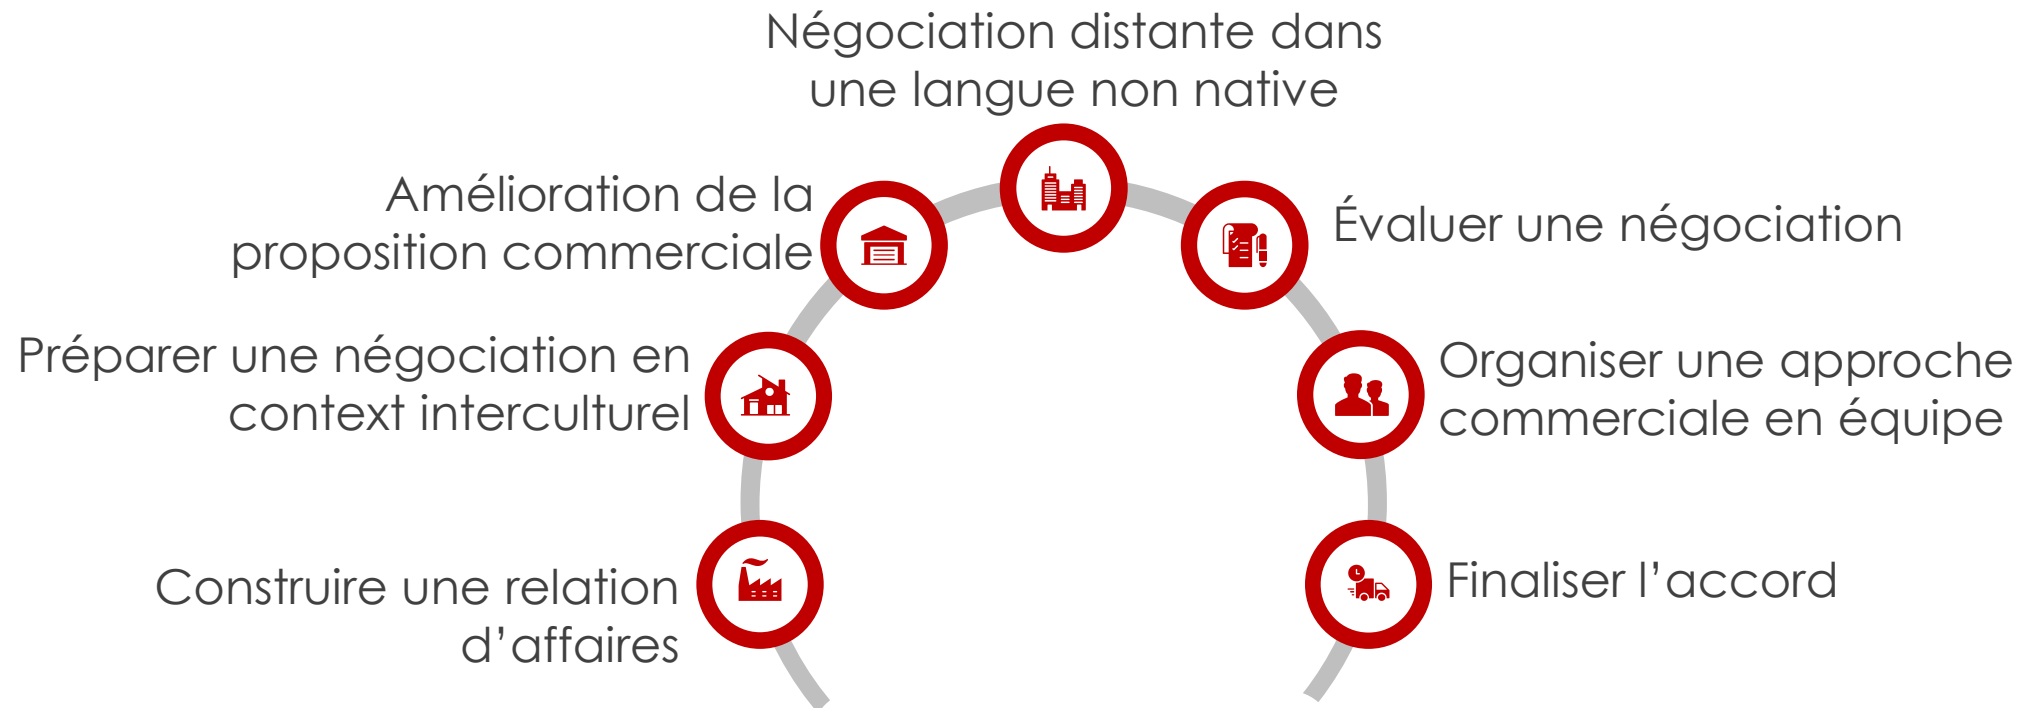 Négociation distante dans
une langue non native
Amélioration de la
proposition commerciale
Évaluer une négociation
Préparer une négociation en
context interculturel
Organiser une approche
commerciale en équipe
Construire une relation
d’affaires
Finaliser l’accord